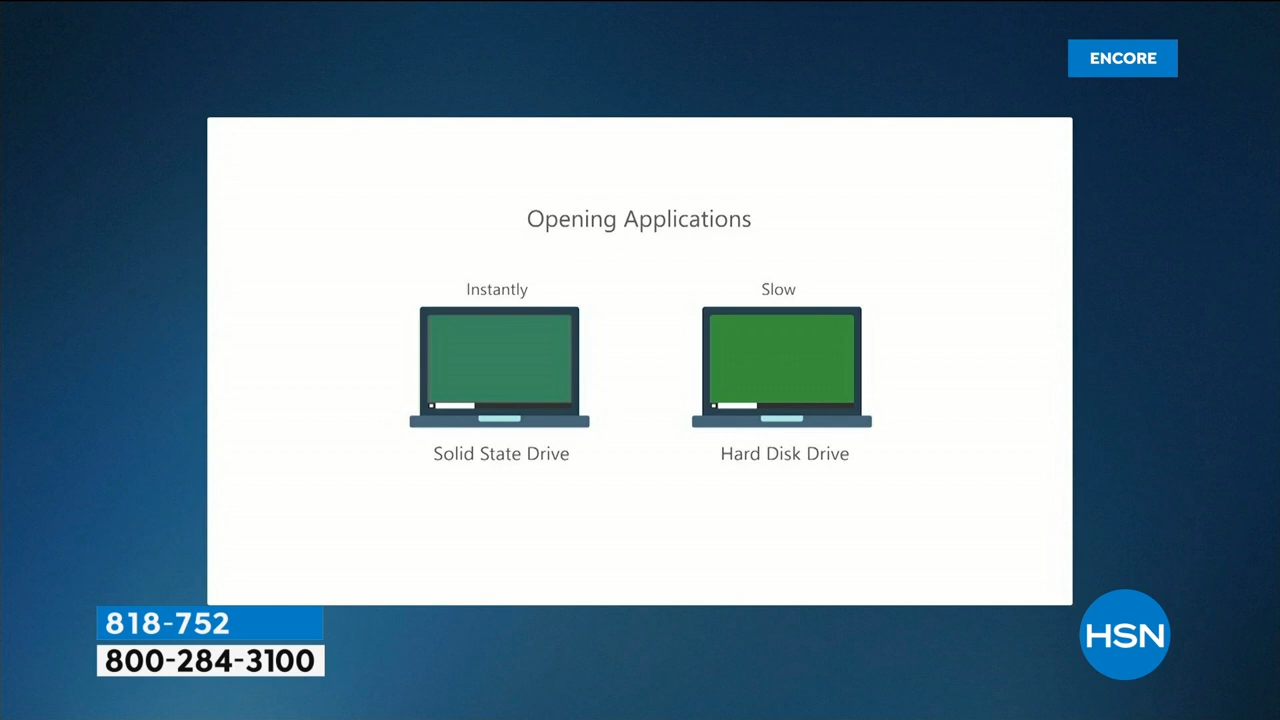 ENCORE
Opening Applications
Instantly
Slow
Solid State Drive
Hard Disk Drive
818-752
800-284-3100
HSN